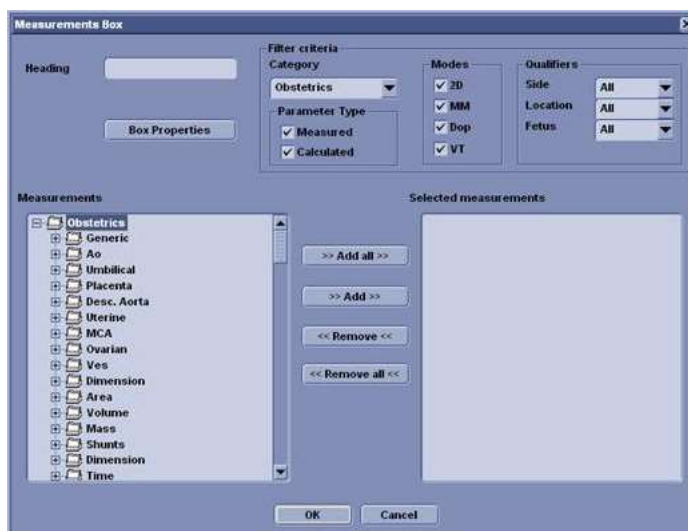 Measurements Box
Heading
Box Properties
Filter criteria
Category
Obstetrics
Parameter Type
Measured
Calculated
Modes
2D
MM
Dop
VT
Qualifiers
Side All
Location All
Fetus All
Measurements
Obstetrics
Generic
Ao
Umbilical
Placenta
Desc. Aorta
Uterine
MCA
Ovarian
Ves
Dimension
Area
Volume
Mass
Shunts
Dimension
Time
>> Add all >>
>> Add >>
<< Remove <<
<< Remove all <<
Selected measurements
OK
Cancel